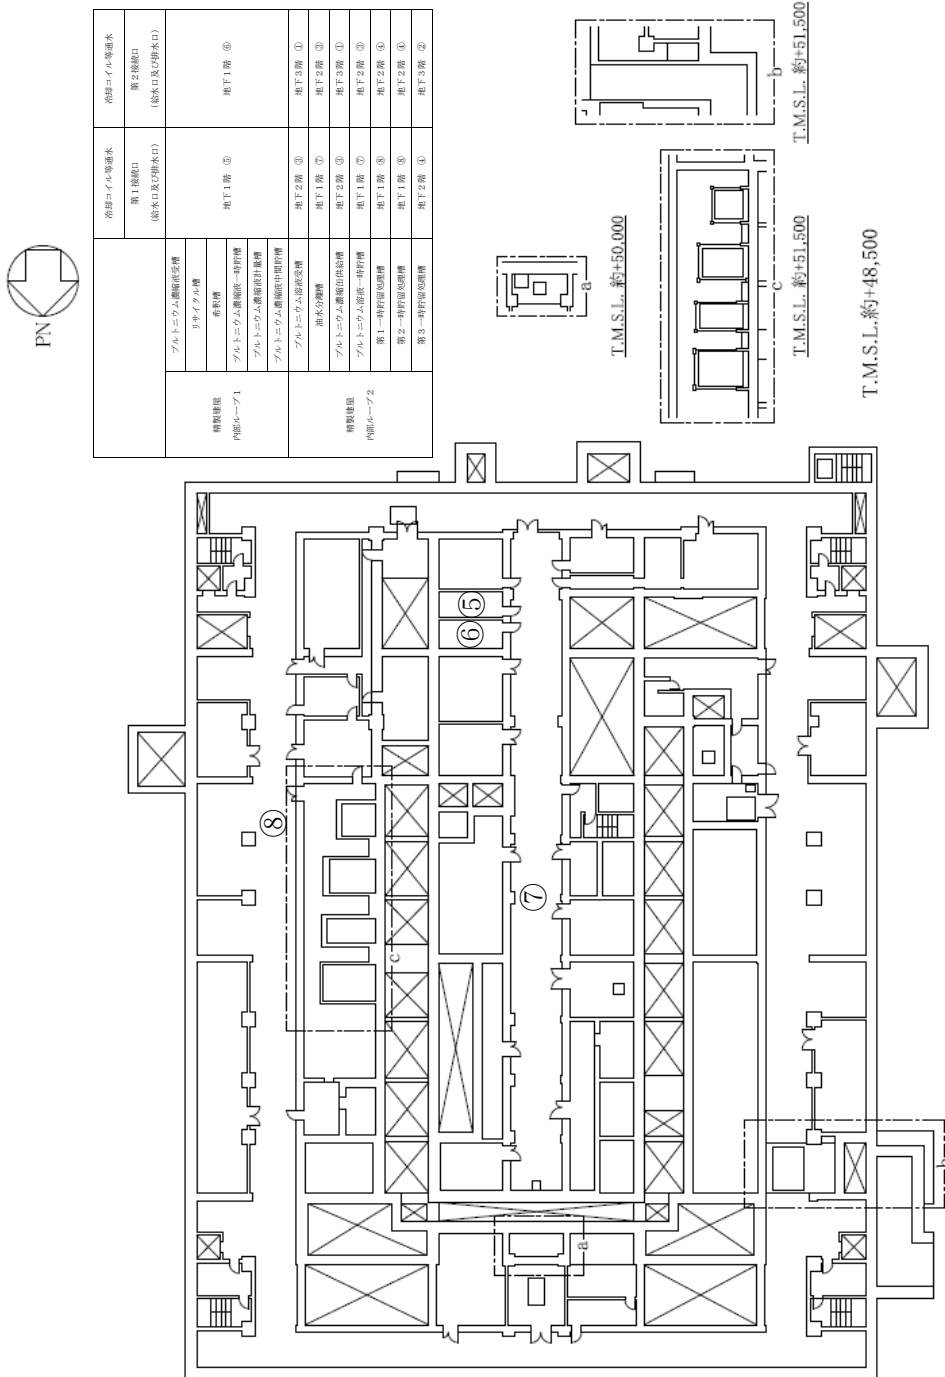 PN
冷却コイル等通水
第1接続口
(給水口及び排水口)
冷却コイル等通水
第2接続口
(給水口及び排水口)
精製建屋
内部ループ1
プルトニウム濃縮液受槽
リサイクル槽
希釈槽
プルトニウム濃縮液一時貯槽
プルトニウム濃縮液計量槽
プルトニウム濃縮液中間貯槽
地下1階 ⑤
地下1階 ⑥
精製建屋
内部ループ2
プルトニウム溶液受槽 地下2階 ③ 地下3階 ①
油水分離槽 地下1階 ⑦ 地下2階 ③
プルトニウム濃縮缶供給槽 地下2階 ③ 地下3階 ①
プルトニウム溶液一時貯槽 地下1階 ⑦ 地下2階 ③
第1一時貯留処理槽 地下1階 ⑧ 地下2階 ④
第2一時貯留処理槽 地下1階 ⑧ 地下2階 ④
第3一時貯留処理槽 地下2階 ④ 地下3階 ②
a
T.M.S.L. 約+50,000
b
T.M.S.L. 約+51,500
c
T.M.S.L. 約+51,500
T.M.S.L.約+48,500
⑤
⑥
⑦
⑧
c
a
b